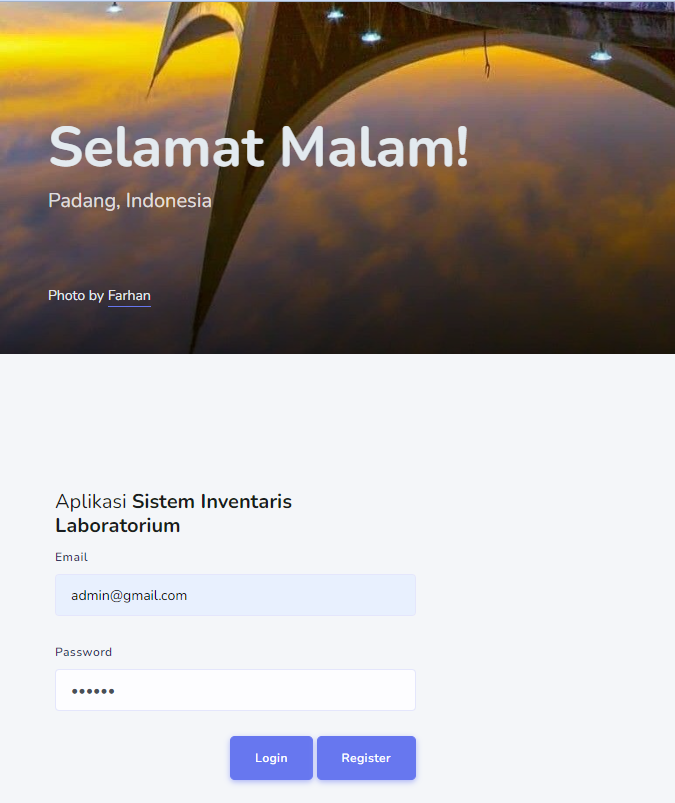 Selamat Malam!
Padang, Indonesia
Photo by Farhan
Aplikasi Sistem Inventaris
Laboratorium
Email
admin@gmail.com
Password
••••••
Login
Register